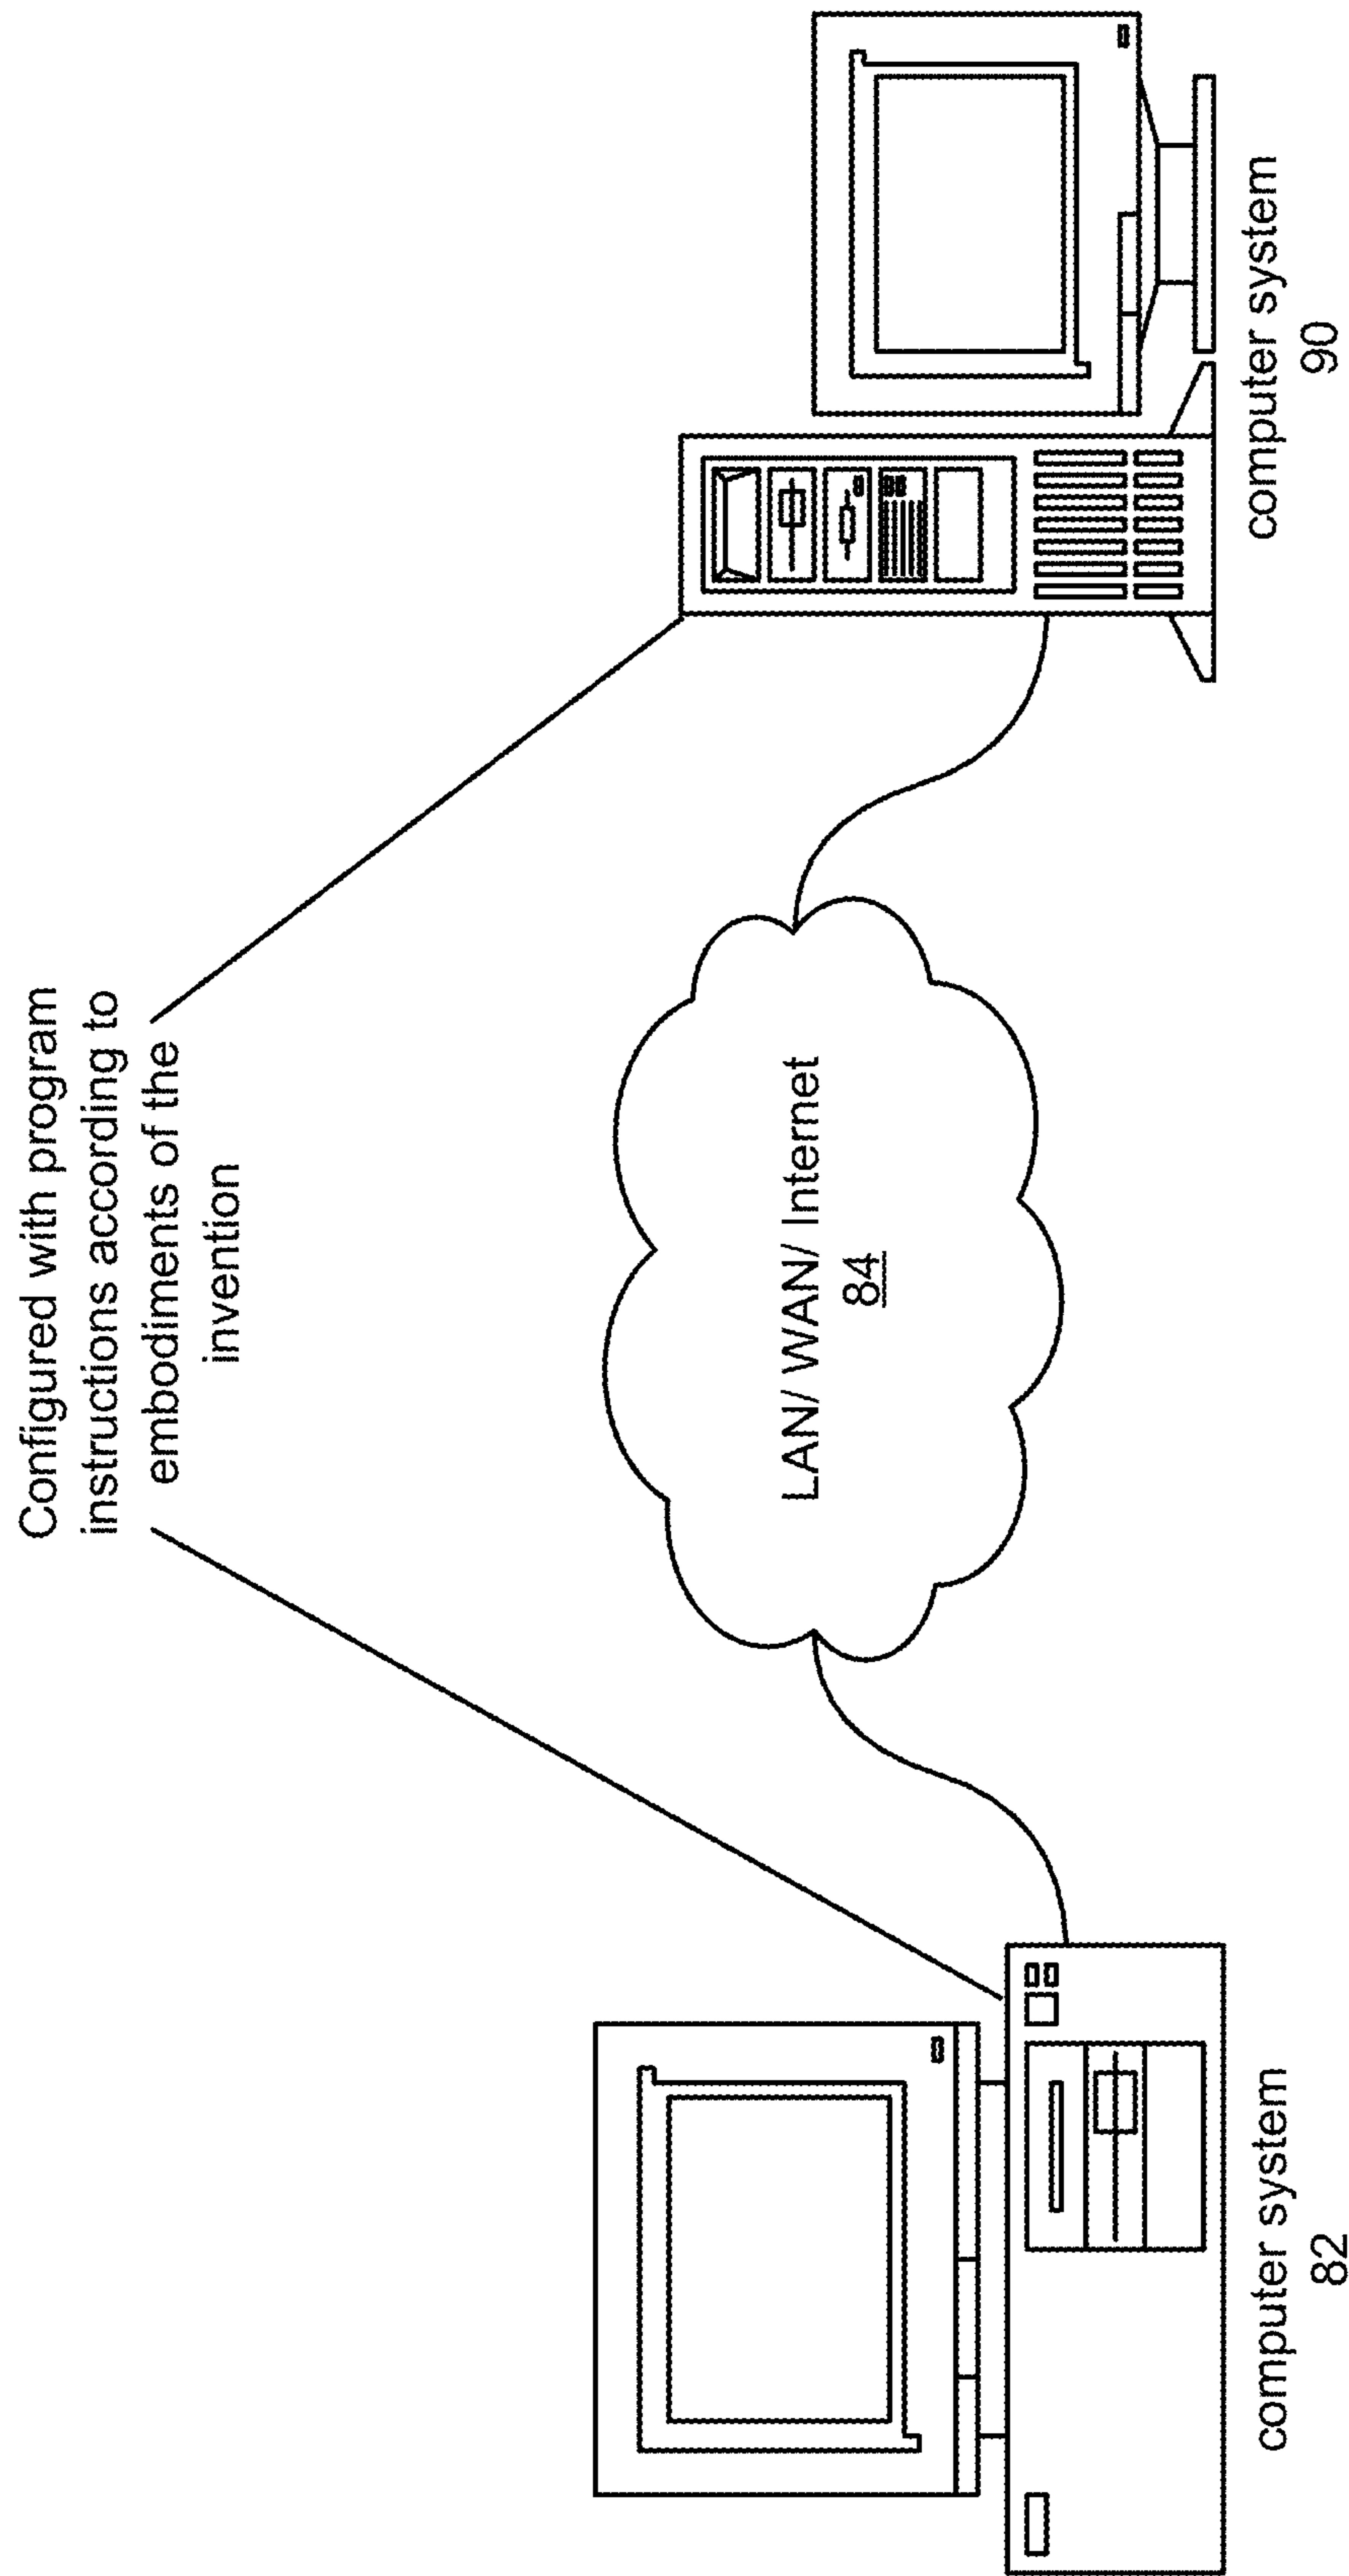 Configured with program
instructions according to
embodiments of the
invention
LAN/ WAN/ Internet
84
computer system
82
computer system
90